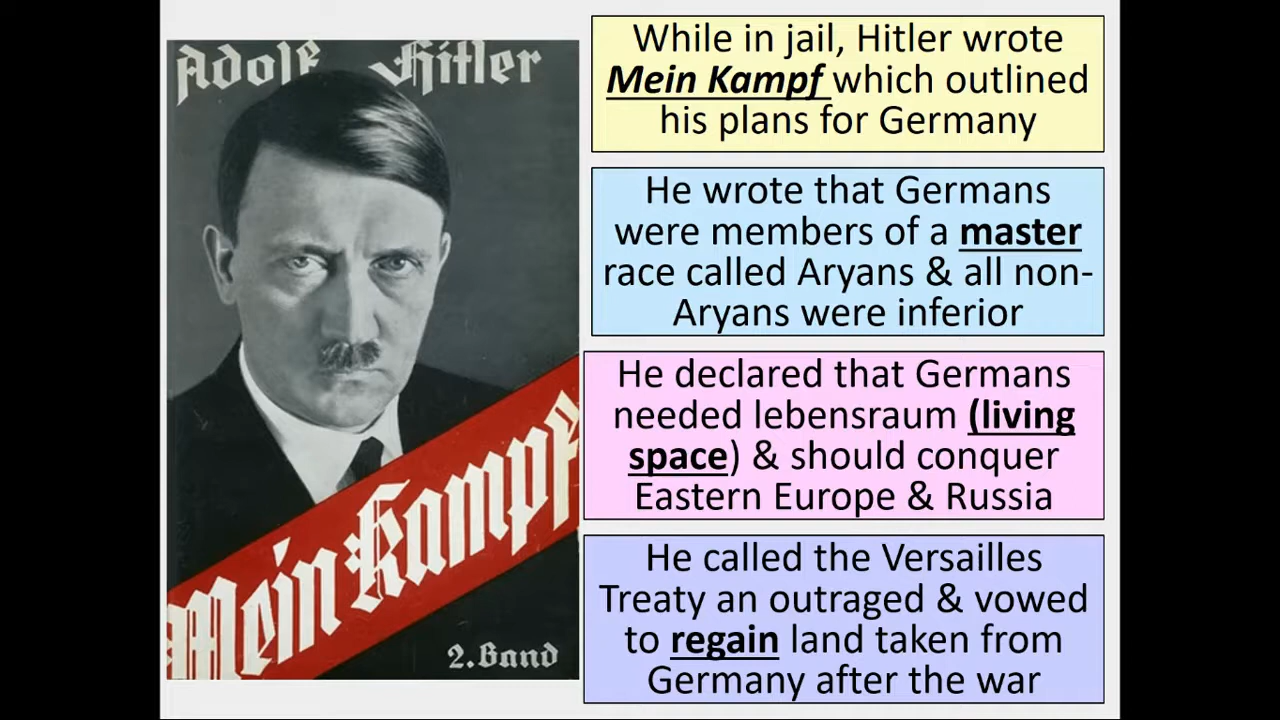 Adolf Hitler
Mein Kampf
2. Band
While in jail, Hitler wrote
Mein Kampf which outlined
his plans for Germany
He wrote that Germans
were members of a master
race called Aryans & all non-
Aryans were inferior
He declared that Germans
needed lebensraum (living
space) & should conquer
Eastern Europe & Russia
He called the Versailles
Treaty an outraged & vowed
to regain land taken from
Germany after the war